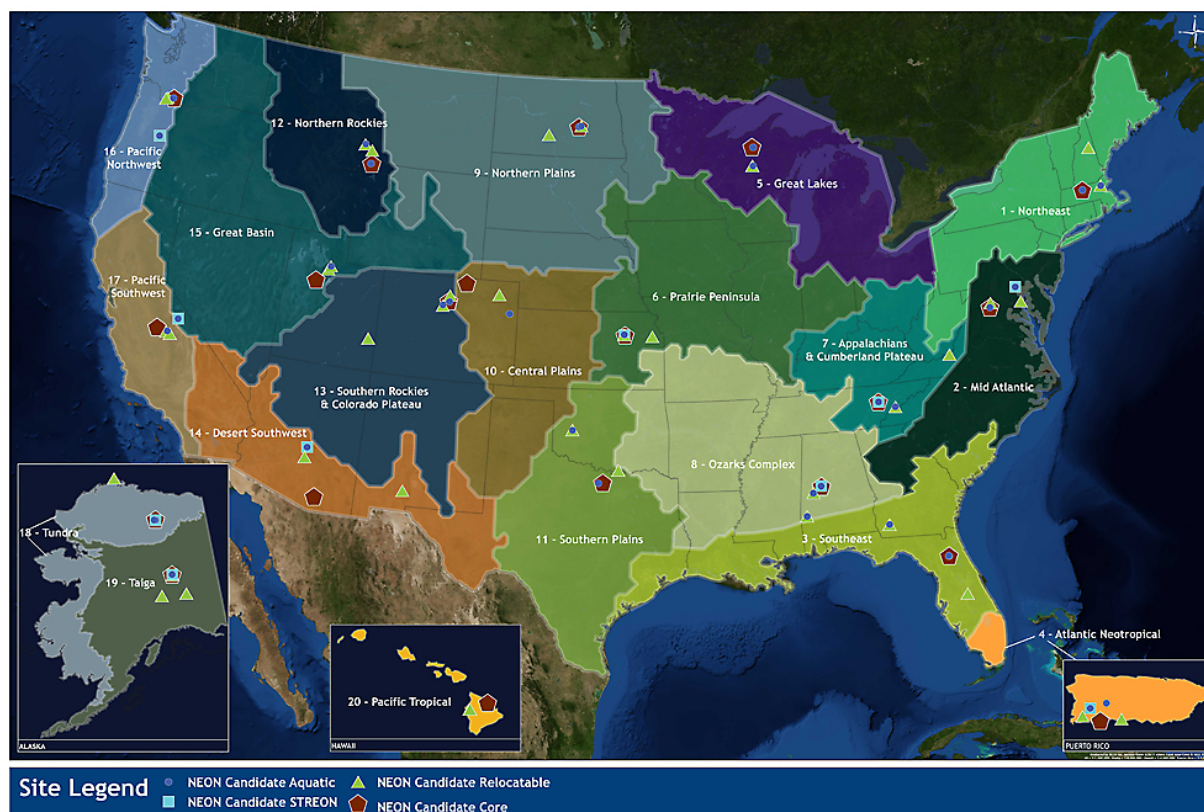 12 - Northern Rockies
16 - Pacific
Northwest
9 - Northern Plains
5 - Great Lakes
1 - Northeast
15 - Great Basin
17 - Pacific
Southwest
6 - Prairie Peninsula
7 - Appalachians
& Cumberland Plateau
10 - Central Plains
2 - Mid Atlantic
13 - Southern Rockies
& Colorado Plateau
14 - Desert Southwest
8 - Ozarks Complex
18 - Tundra
11 - Southern Plains
3 - Southeast
19 - Taiga
4 - Atlantic Neotropical
20 - Pacific Tropical
ALASKA
HAWAII
PUERTO RICO
Site Legend
NEON Candidate Aquatic
NEON Candidate Relocatable
NEON Candidate STREON
NEON Candidate Core